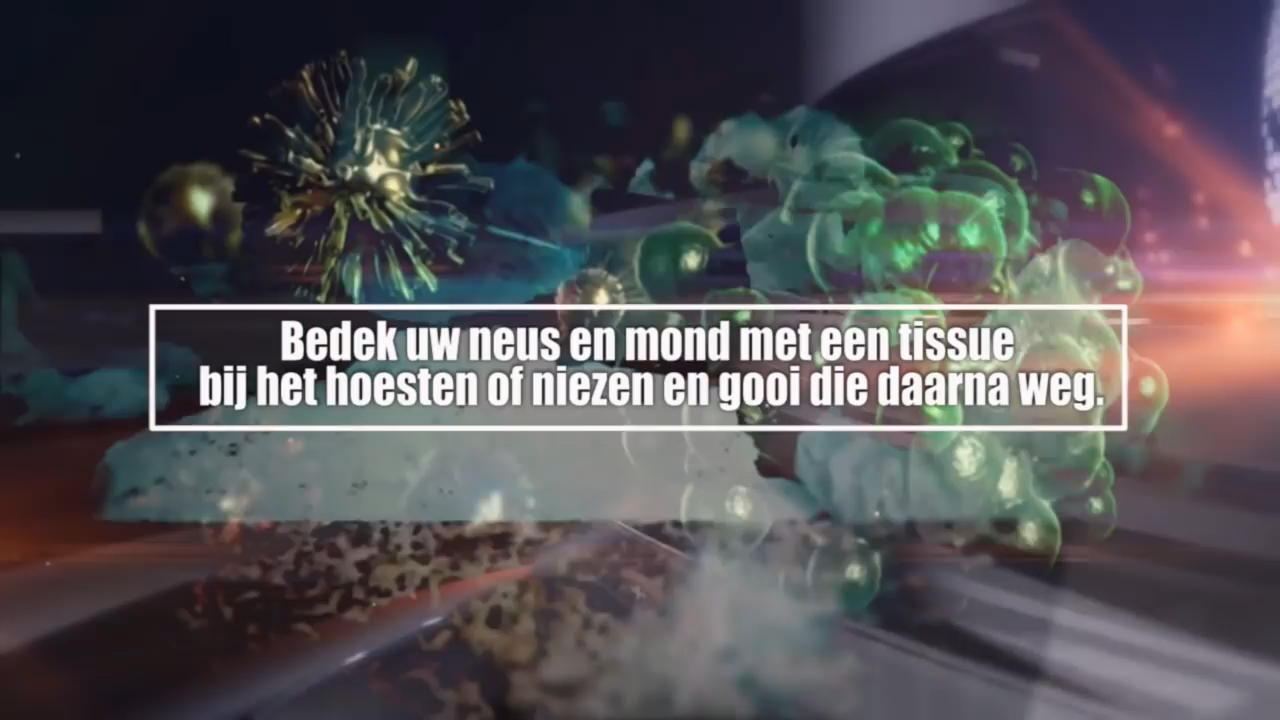 Bedek uw neus en mond met een tissue
bij het hoesten of niezen en gooi die daarna weg.